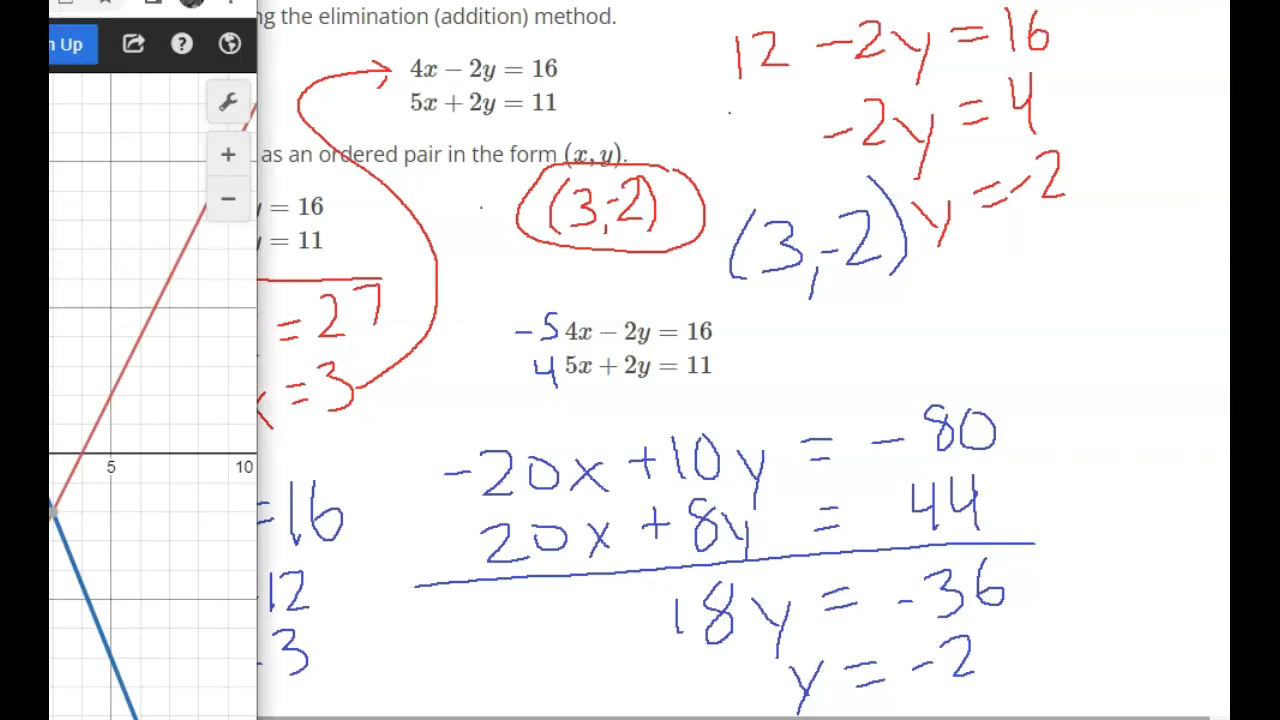 ng the elimination (addition) method.
n Up
4x − 2y = 16
5x + 2y = 11
12 -2y = 16
-2y = 4
y = -2
as an ordered pair in the form (x, y).
y = 16
y = 11
(3,-2)
(3,-2)
= 27
x = 3
-5 4x − 2y = 16
4 5x + 2y = 11
5
10
-20x + 10y = - 80
20x + 8y = 44
18y = -36
y = -2
=16
12
- 3